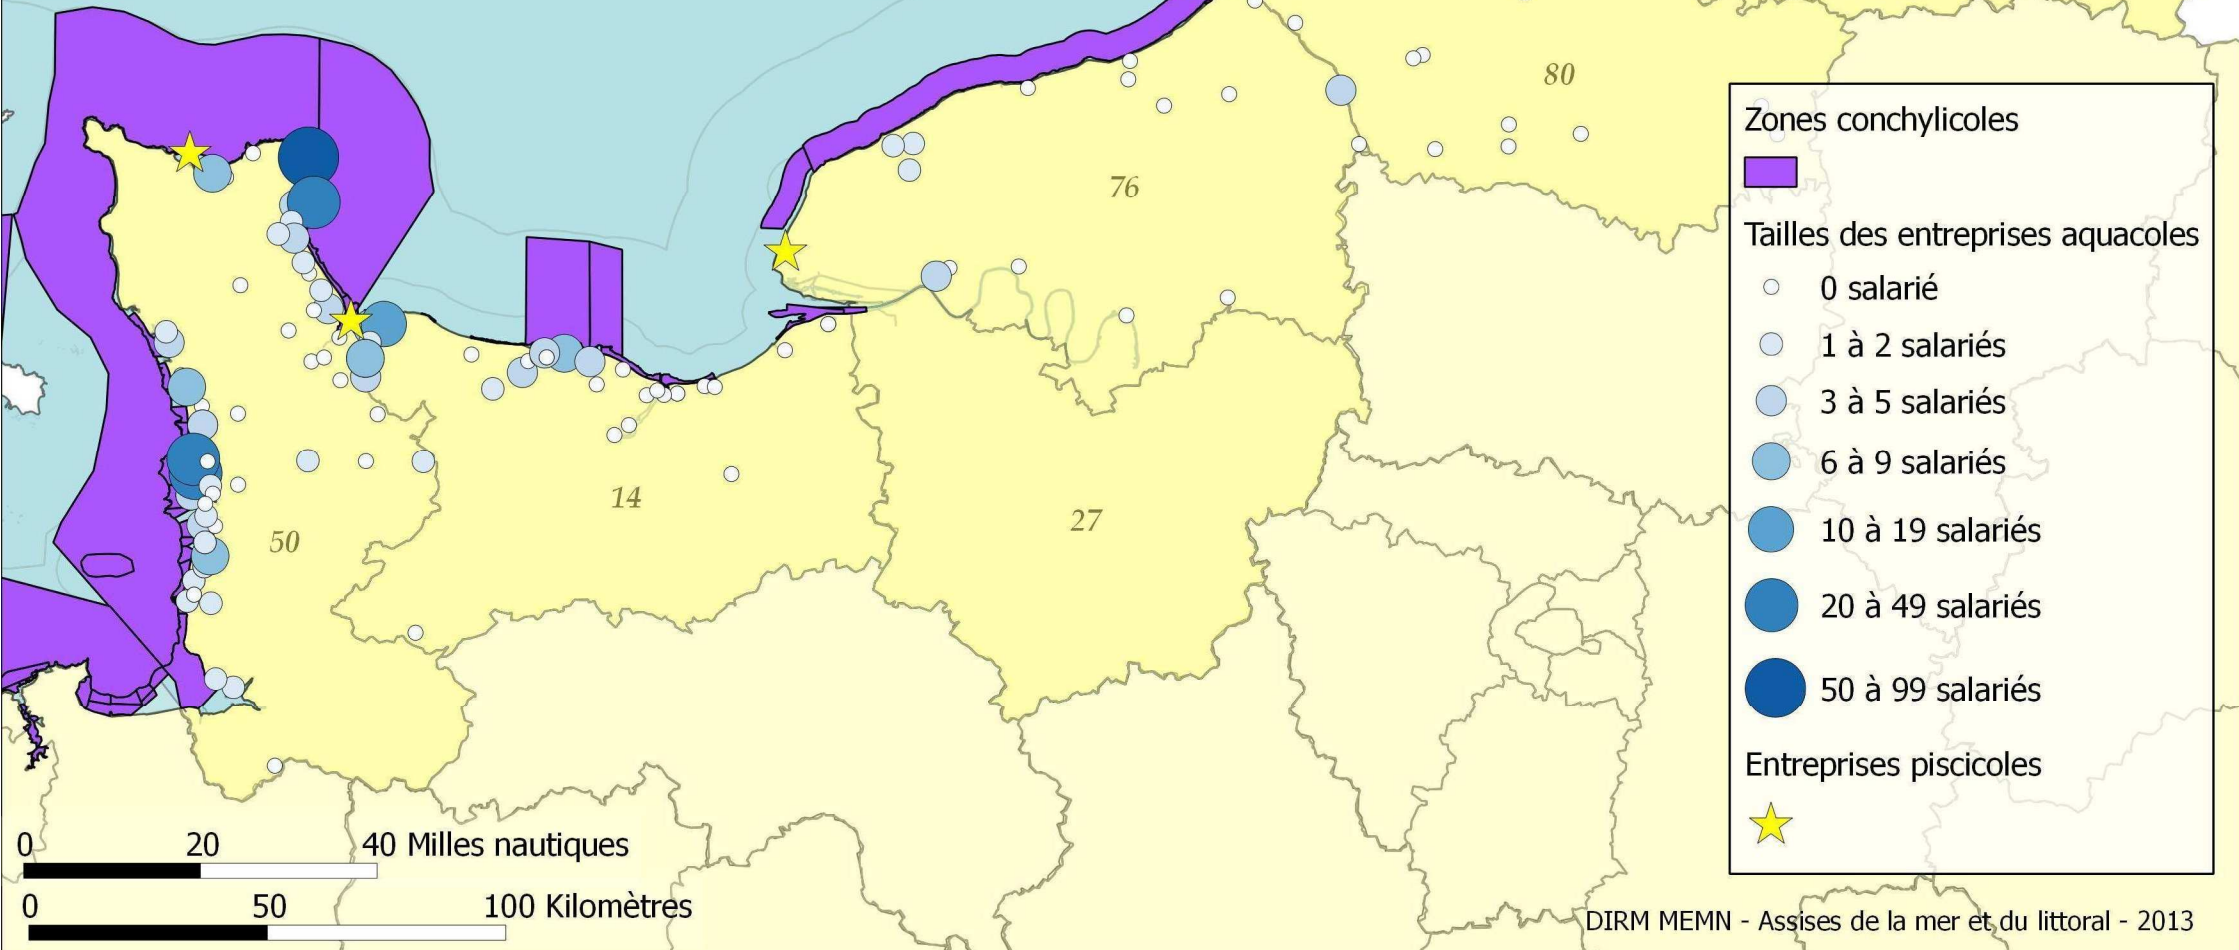 80
76
14
27
50
Zones conchylicoles
Tailles des entreprises aquacoles
0 salarié
1 à 2 salariés
3 à 5 salariés
6 à 9 salariés
10 à 19 salariés
20 à 49 salariés
50 à 99 salariés
Entreprises piscicoles
0 20 40 Milles nautiques
0 50 100 Kilomètres
DIRM MEMN - Assises de la mer et du littoral - 2013